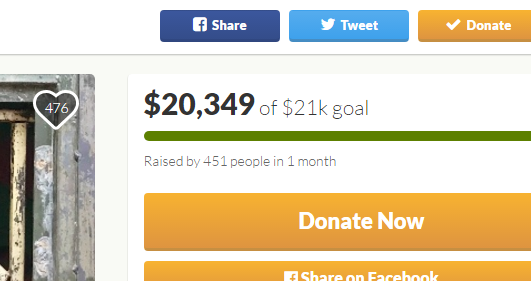 Share
Tweet
Donate
476
$20,349 of $21k goal
Raised by 451 people in 1 month
Donate Now
Share on Facebook